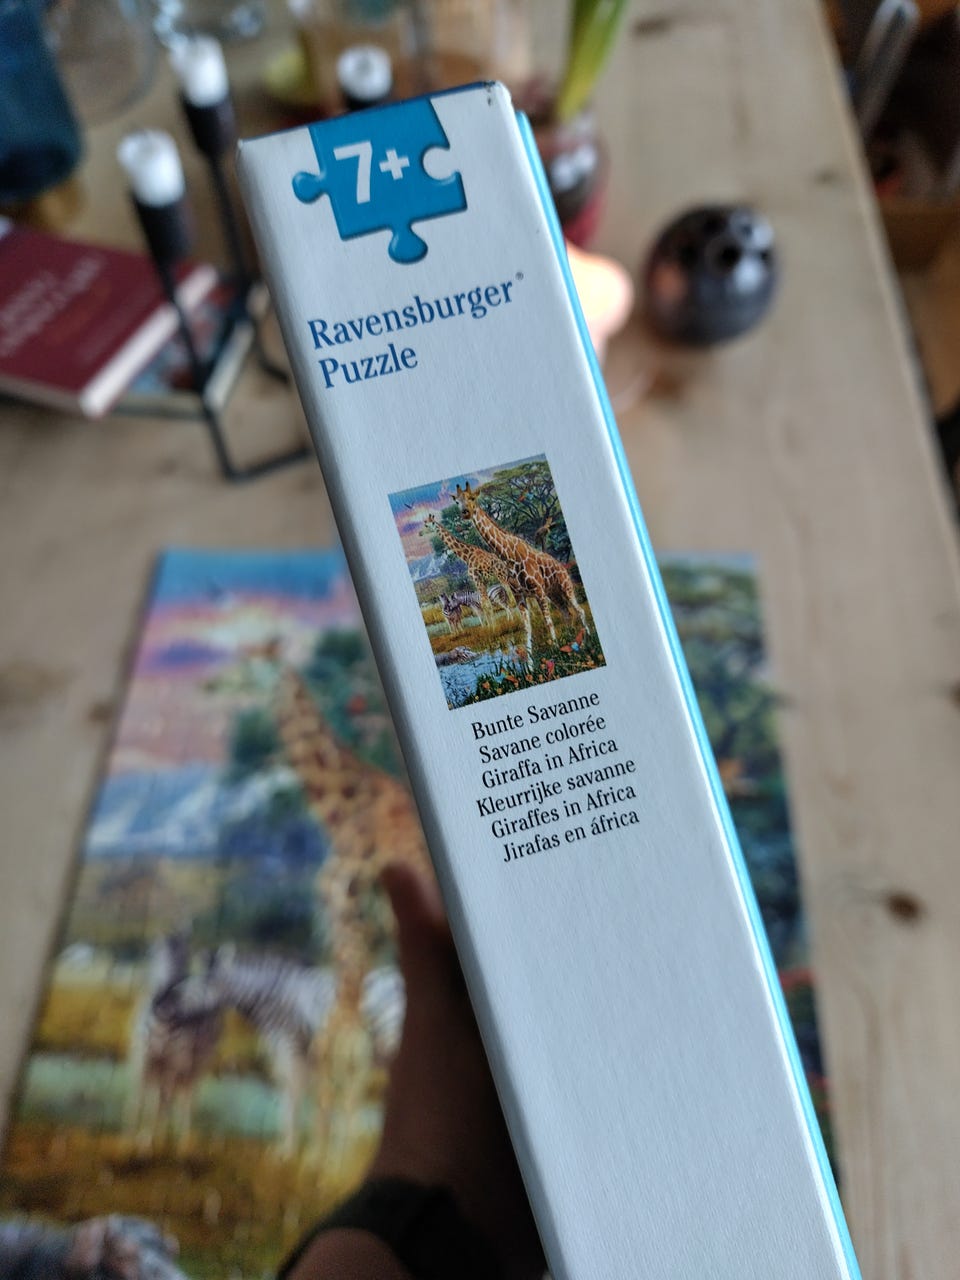 7+
Ravensburger®
Puzzle
Bunte Savanne
Savane colorée
Giraffa in Africa
Kleurrijke savanne
Giraffes in Africa
Jirafas en áfrica